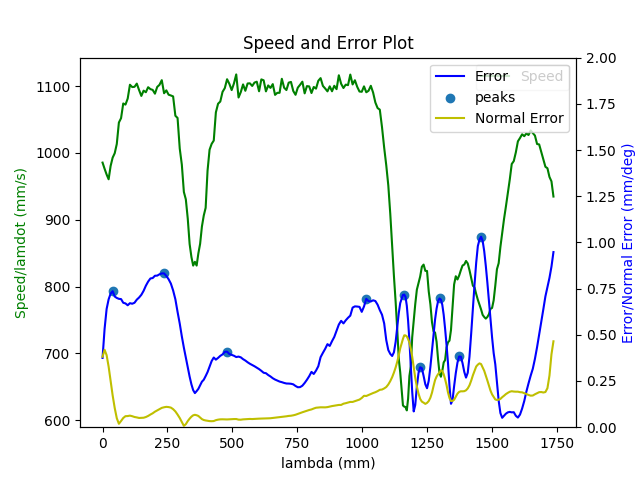 Speed and Error Plot
Speed/lamdot (mm/s)
1100
1000
900
800
700
600
0
250
500
750
1000
1250
1500
1750
lambda (mm)
2.00
1.75
1.50
1.25
1.00
0.75
0.50
0.25
0.00
Error/Normal Error (mm/deg)
Speed
Error
peaks
Normal Error